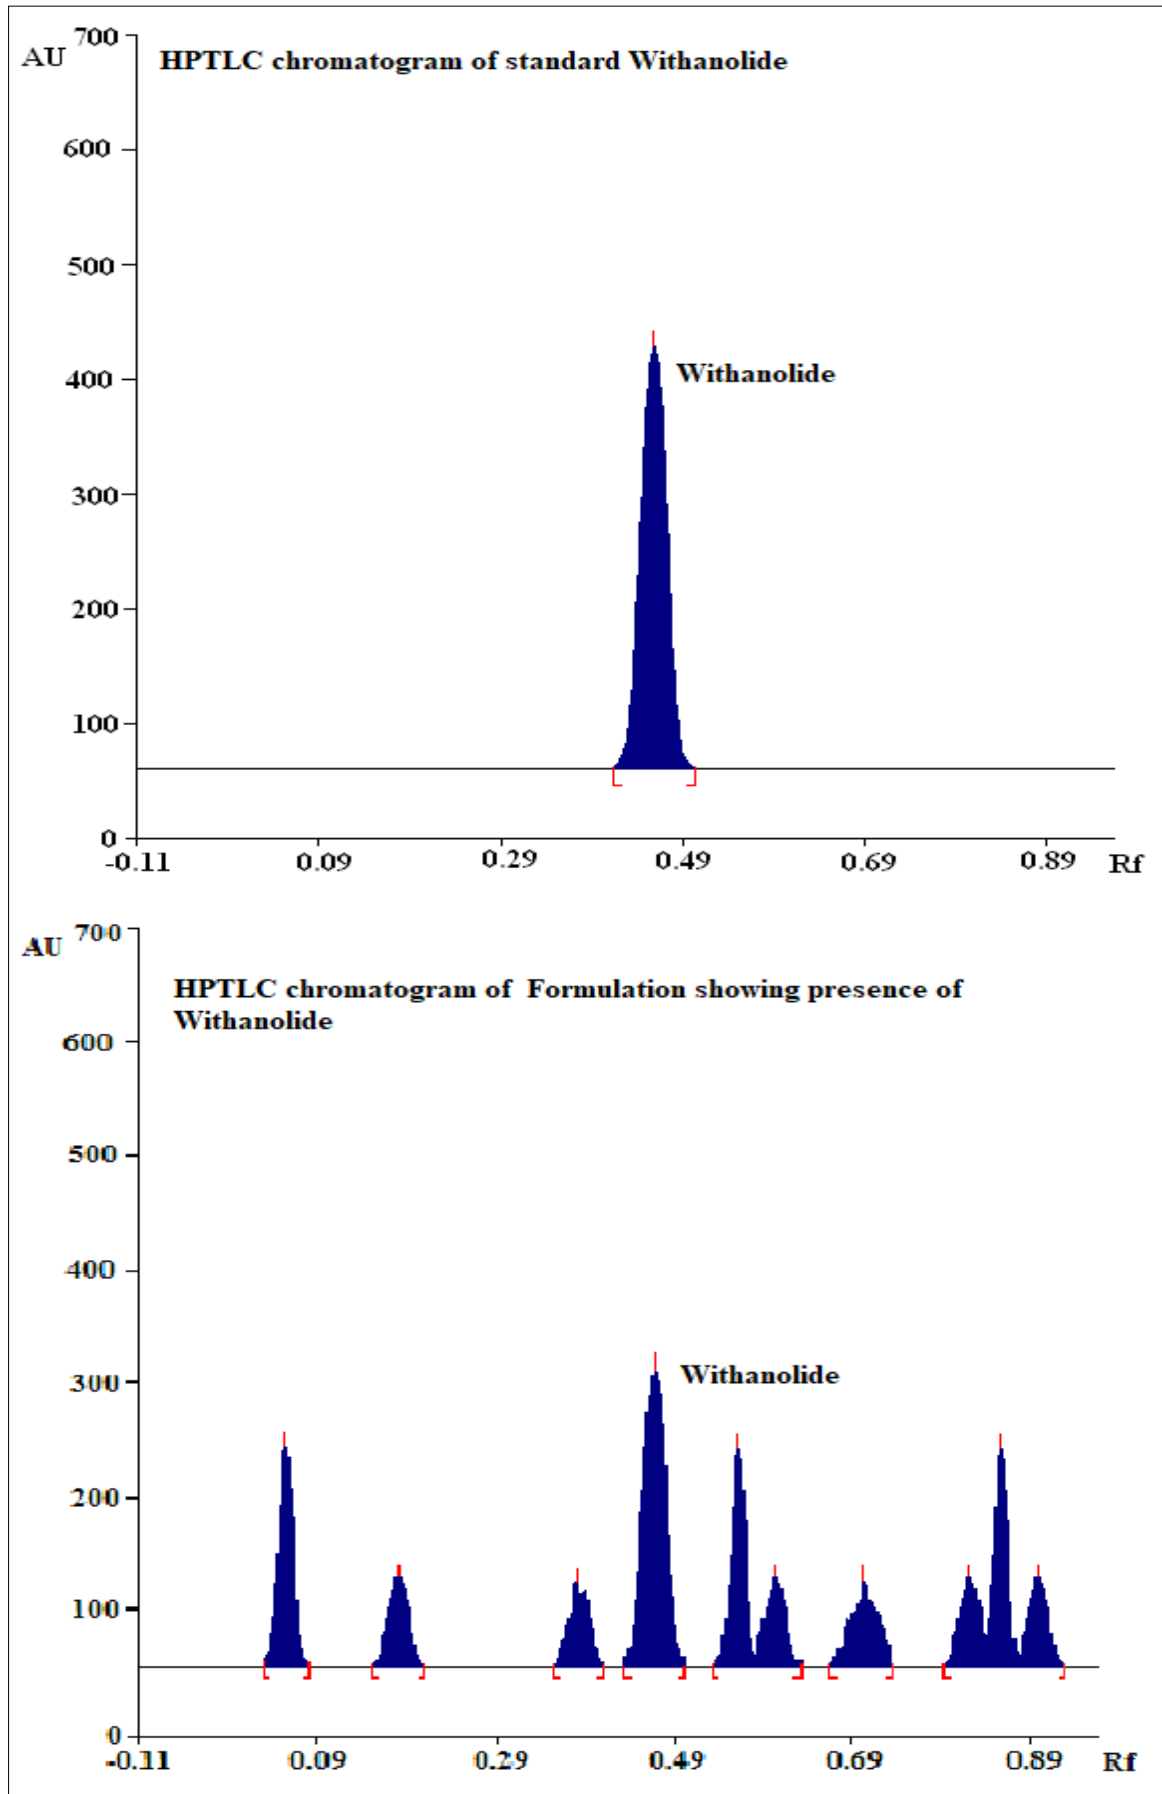 700
AU
HPTLC chromatogram of standard Withanolide
600
500
400
Withanolide
300
200
100
0
-0.11 0.09 0.29 0.49 0.69 0.89 Rf
700
AU
HPTLC chromatogram of Formulation showing presence of
Withanolide
600
500
400
300
Withanolide
200
100
0
-0.11 0.09 0.29 0.49 0.69 0.89 Rf